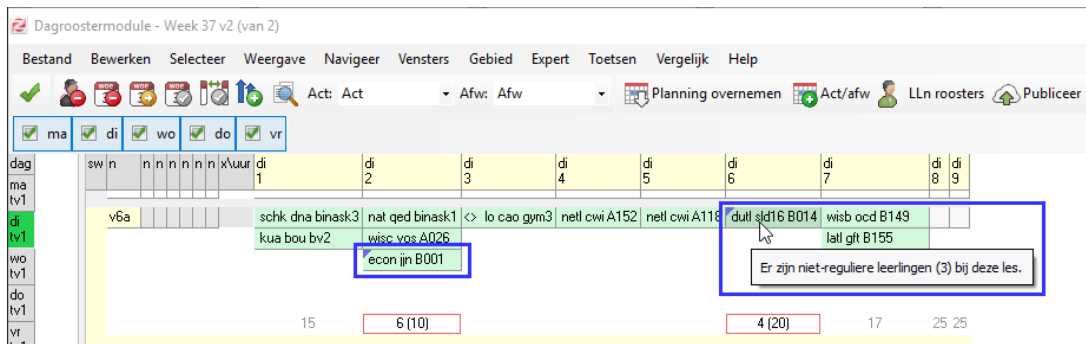 Dagroostermodule - Week 37 v2 (van 2)
Bestand Bewerken Selecteer Weergave Navigeer Vensters Gebied Expert Toetsen Vergelijk Help
Act: Act Afw: Afw Planning overnemen Act/afw LLn roosters Publiceer
ma di wo do vr
dag sw n n n n n n n x\uur di di di di di di di di di
1 2 3 4 5 6 7 8 9
ma
tv1
di v6a schk dna binask3 nat qed binask1 <> lo cao gym3 netl cwi A152 netl cwi A118 dutl sld16 B014 wisb ocd B149
tv1 kua bou bv2 wisc vos A026 latl gft B155
wo econ jjn B001
tv1
Er zijn niet-reguliere leerlingen (3) bij deze les.
do
tv1
15 6 (10) 4 (20) 17 25 25
vr